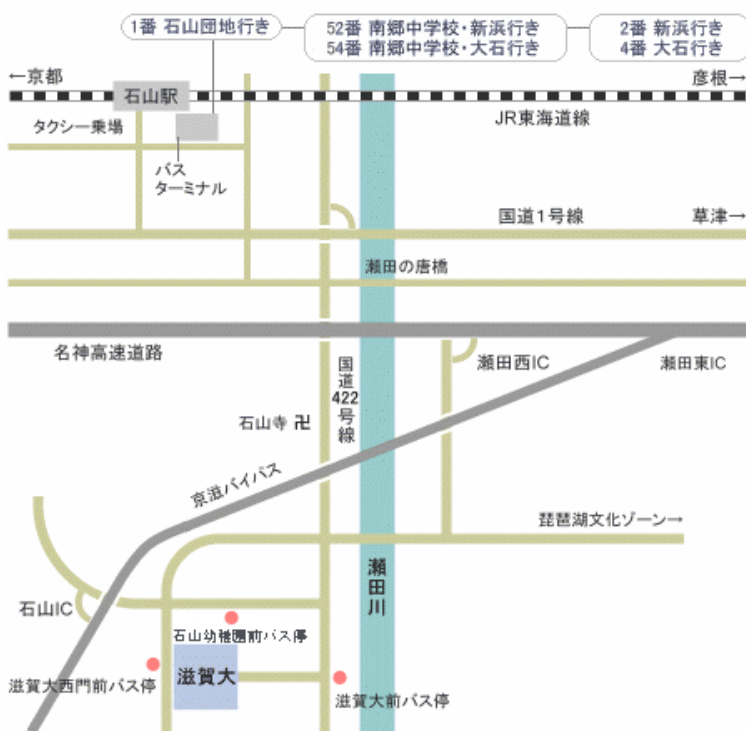 1番 石山団地行き
52番 南郷中学校・新浜行き
54番 南郷中学校・大石行き
2番 新浜行き
4番 大石行き
←京都
彦根→
石山駅
JR東海道線
タクシー乗場
バス
ターミナル
国道1号線
草津→
瀬田の唐橋
名神高速道路
瀬田西IC
瀬田東IC
国道422号線
石山寺 卍
京滋バイパス
琵琶湖文化ゾーン→
瀬田川
石山IC
石山幼稚園前バス停
滋賀大
滋賀大西門前バス停
滋賀大前バス停